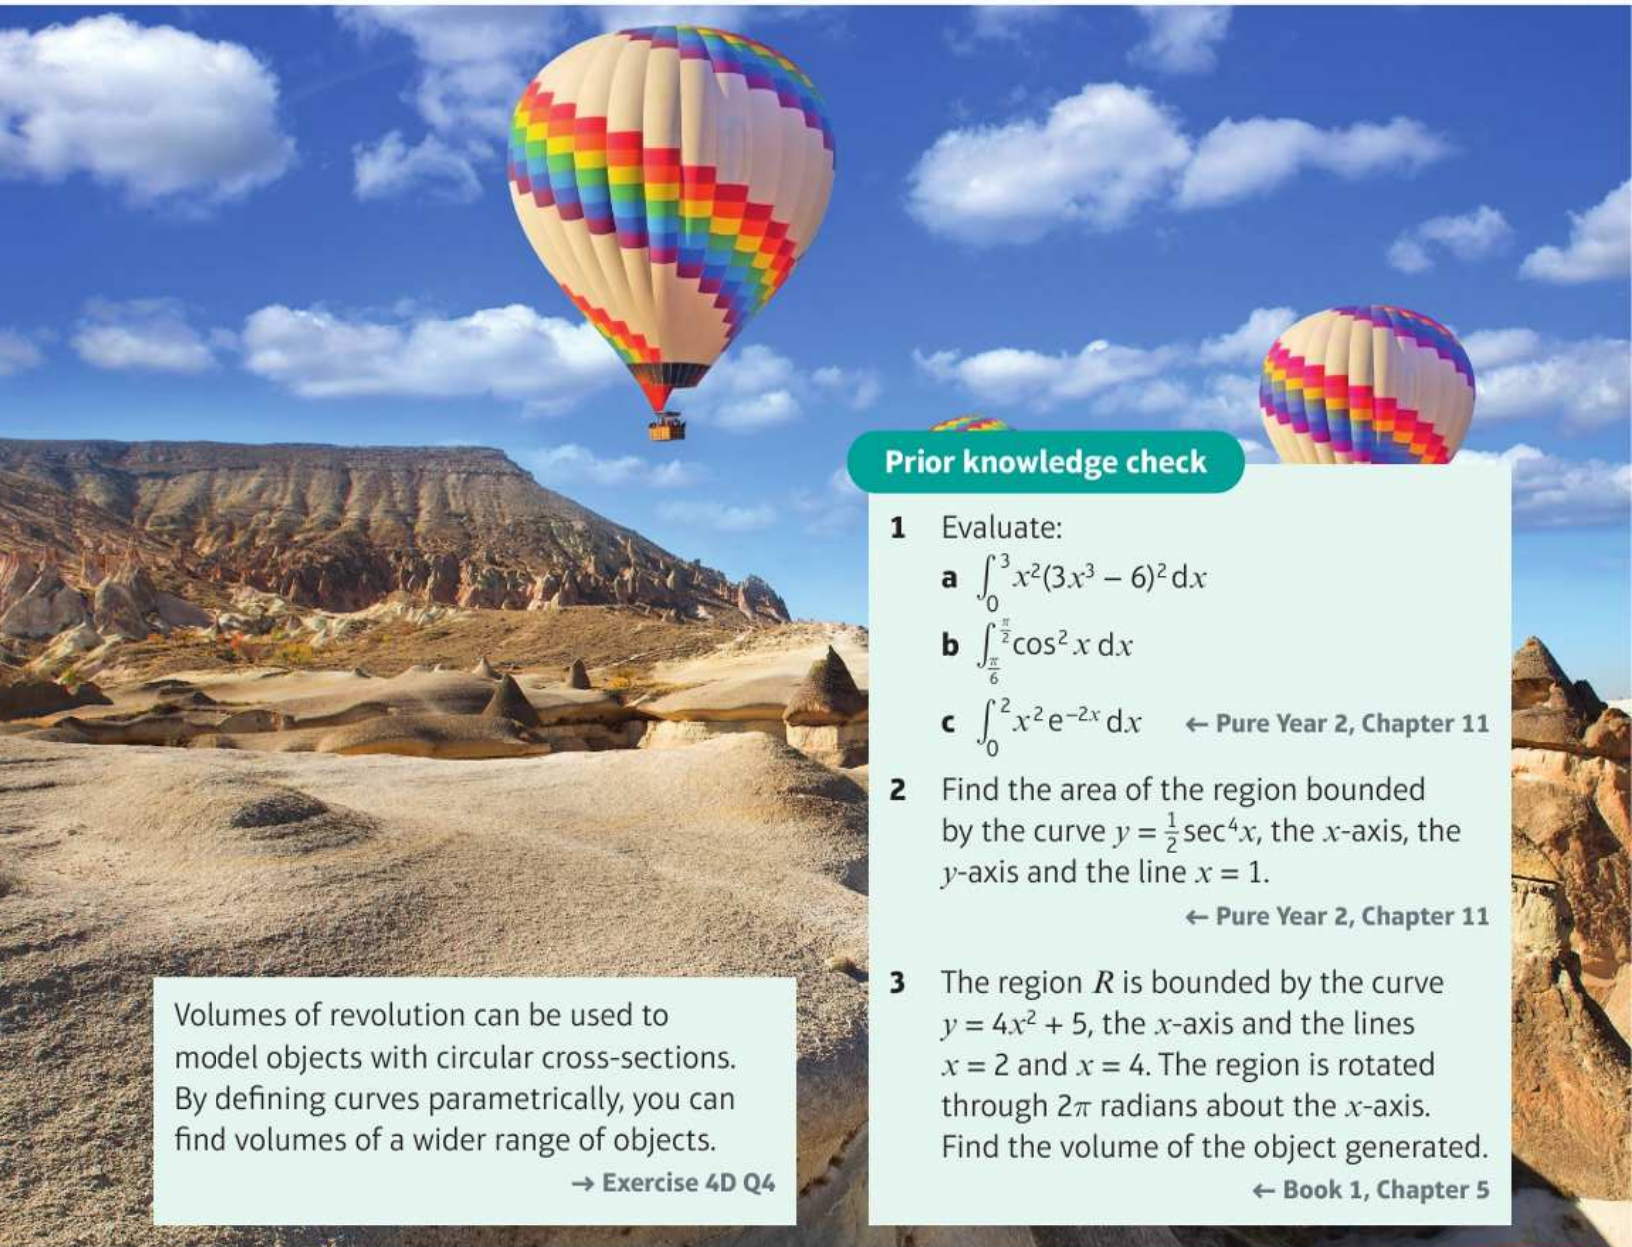 Prior knowledge check
1 Evaluate:
a ∫₀³ x²(3x³ – 6)² dx
b ∫_{π/6}^{π/2} cos² x dx
c ∫₀² x² e⁻²ˣ dx ← Pure Year 2, Chapter 11
2 Find the area of the region bounded
by the curve y = ½ sec⁴x, the x-axis, the
y-axis and the line x = 1.
← Pure Year 2, Chapter 11
3 The region R is bounded by the curve
y = 4x² + 5, the x-axis and the lines
x = 2 and x = 4. The region is rotated
through 2π radians about the x-axis.
Find the volume of the object generated.
← Book 1, Chapter 5
Volumes of revolution can be used to
model objects with circular cross-sections.
By defining curves parametrically, you can
find volumes of a wider range of objects.
→ Exercise 4D Q4